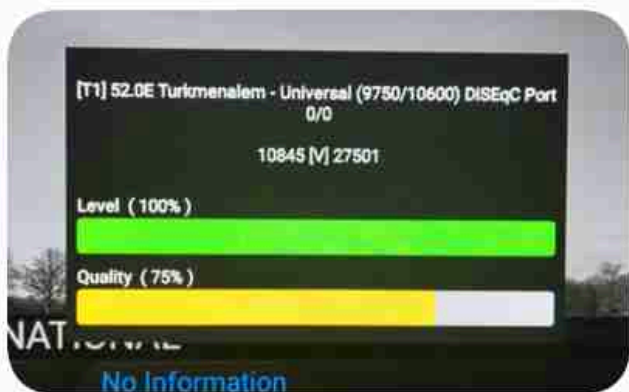 [T1] 52.0E Turkmenalem - Universal (9750/10600) DISEqC Port
0/0
10845 [V] 27501
Level ( 100% )
Quality ( 75% )
No Information